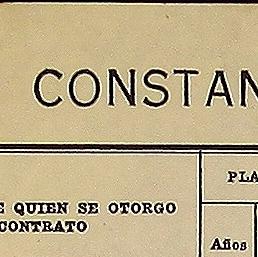 CONSTAN
E QUIEN SE OTORGO
CONTRATO
PLA
Años